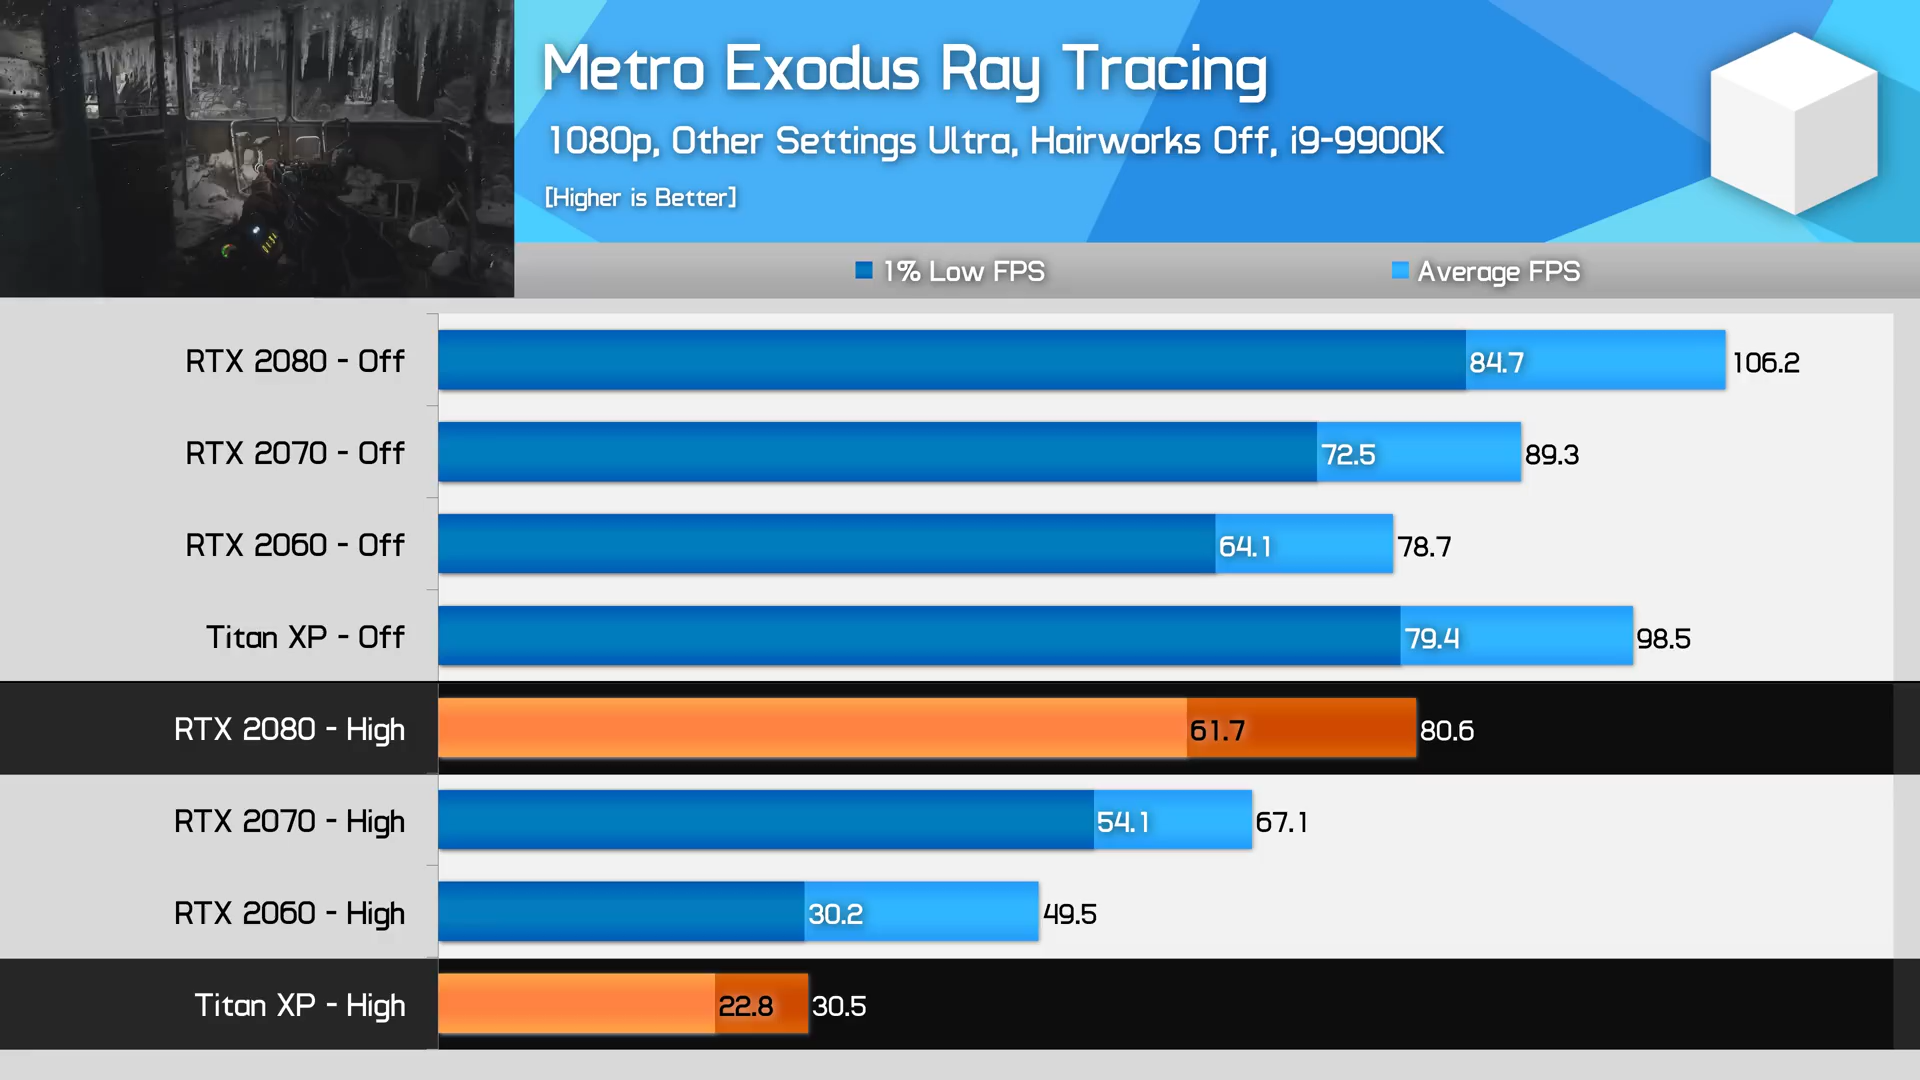 Metro Exodus Ray Tracing
1080p, Other Settings Ultra, Hairworks Off, i9-9900K
[Higher is Better]
1% Low FPS
Average FPS
RTX 2080 - Off 84.7 106.2
RTX 2070 - Off 72.5 89.3
RTX 2060 - Off 64.1 78.7
Titan XP - Off 79.4 98.5
RTX 2080 - High 61.7 80.6
RTX 2070 - High 54.1 67.1
RTX 2060 - High 30.2 49.5
Titan XP - High 22.8 30.5